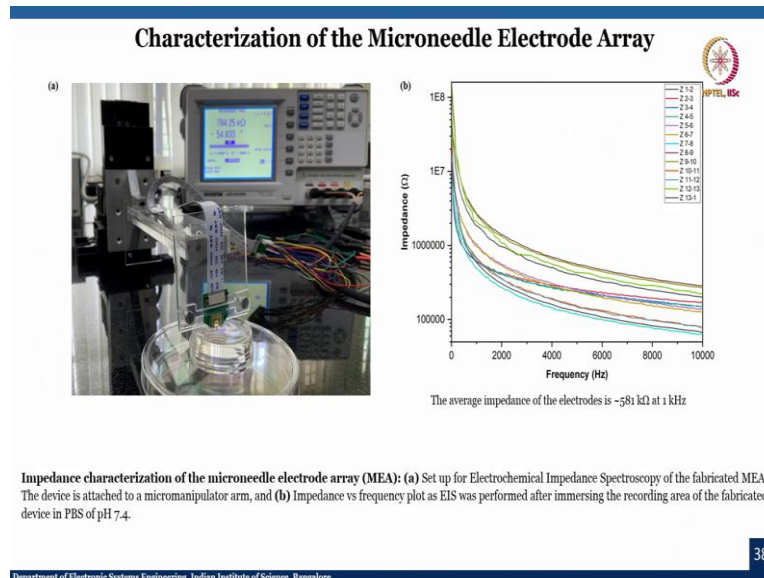 Characterization of the Microneedle Electrode Array
NPTEL, IISc
(a)
784.25 kΩ
(b)
Impedance (Ω)
1E8
1E7
1000000
100000
0
2000
4000
6000
8000
10000
Frequency (Hz)
Z 1-2
Z 2-3
Z 3-4
Z 4-5
Z 5-6
Z 6-7
Z 7-8
Z 8-9
Z 9-10
Z 10-11
Z 11-12
Z 12-13
Z 13-1
The average impedance of the electrodes is ~581 kΩ at 1 kHz
Impedance characterization of the microneedle electrode array (MEA): (a) Set up for Electrochemical Impedance Spectroscopy of the fabricated MEA
The device is attached to a micromanipulator arm, and (b) Impedance vs frequency plot as EIS was performed after immersing the recording area of the fabricated
device in PBS of pH 7.4.
38
Department of Electronic Systems Engineering, Indian Institute of Science, Bangalore